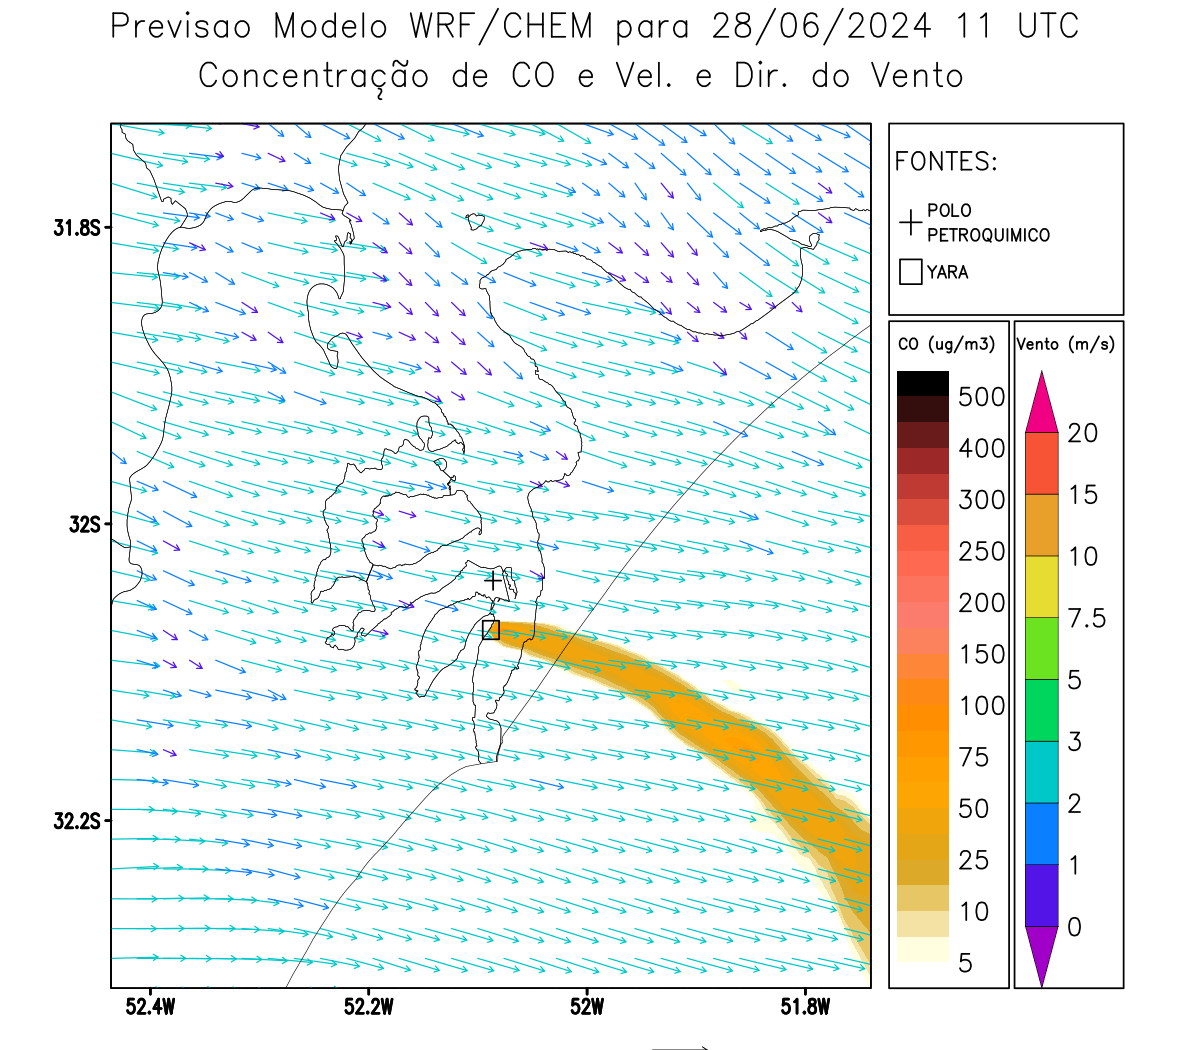 Previsao Modelo WRF/CHEM para 28/06/2024 11 UTC
Concentração de CO e Vel. e Dir. do Vento
FONTES:
POLO
PETROQUIMICO
YARA
31.8S
32S
32.2S
52.4W
52.2W
52W
51.8W
CO (ug/m3)
500
400
300
250
200
150
100
75
50
25
10
5
Vento (m/s)
20
15
10
7.5
5
3
2
1
0